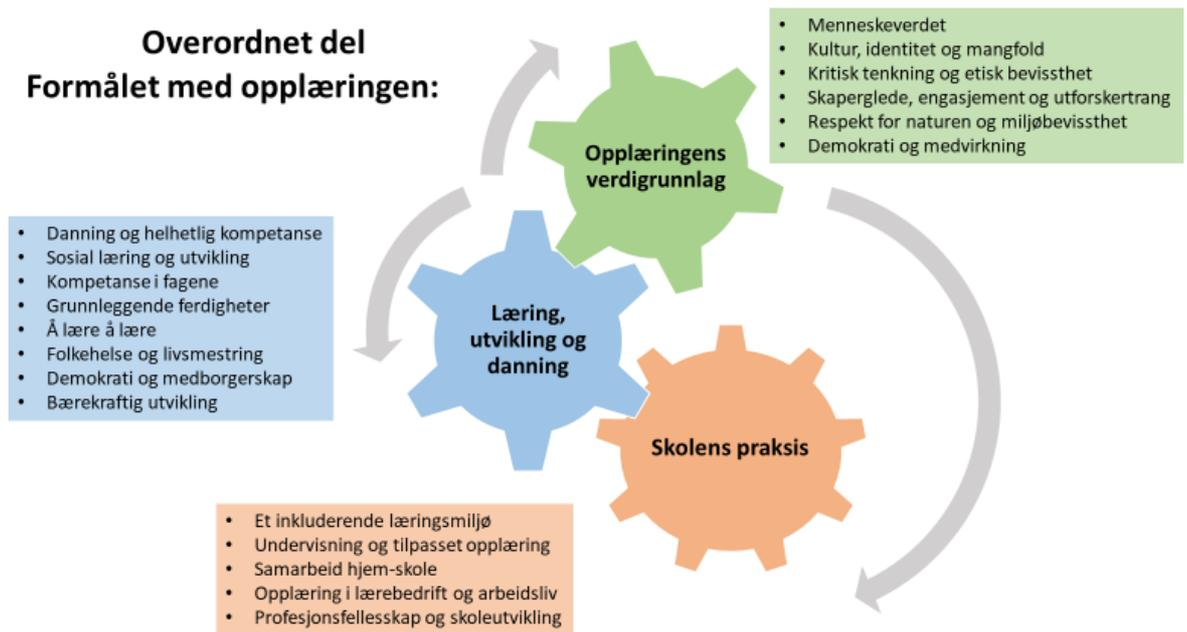 Overordnet del
Formålet med opplæringen:
• Menneskeverdet
• Kultur, identitet og mangfold
• Kritisk tenkning og etisk bevissthet
• Skaperglede, engasjement og utforskertrang
• Respekt for naturen og miljøbevissthet
• Demokrati og medvirkning
Opplæringens
verdigrunnlag
• Danning og helhetlig kompetanse
• Sosial læring og utvikling
• Kompetanse i fagene
• Grunnleggende ferdigheter
• Å lære å lære
• Folkehelse og livsmestring
• Demokrati og medborgerskap
• Bærekraftig utvikling
Læring,
utvikling og
danning
Skolens praksis
• Et inkluderende læringsmiljø
• Undervisning og tilpasset opplæring
• Samarbeid hjem-skole
• Opplæring i lærebedrift og arbeidsliv
• Profesjonsfellesskap og skoleutvikling